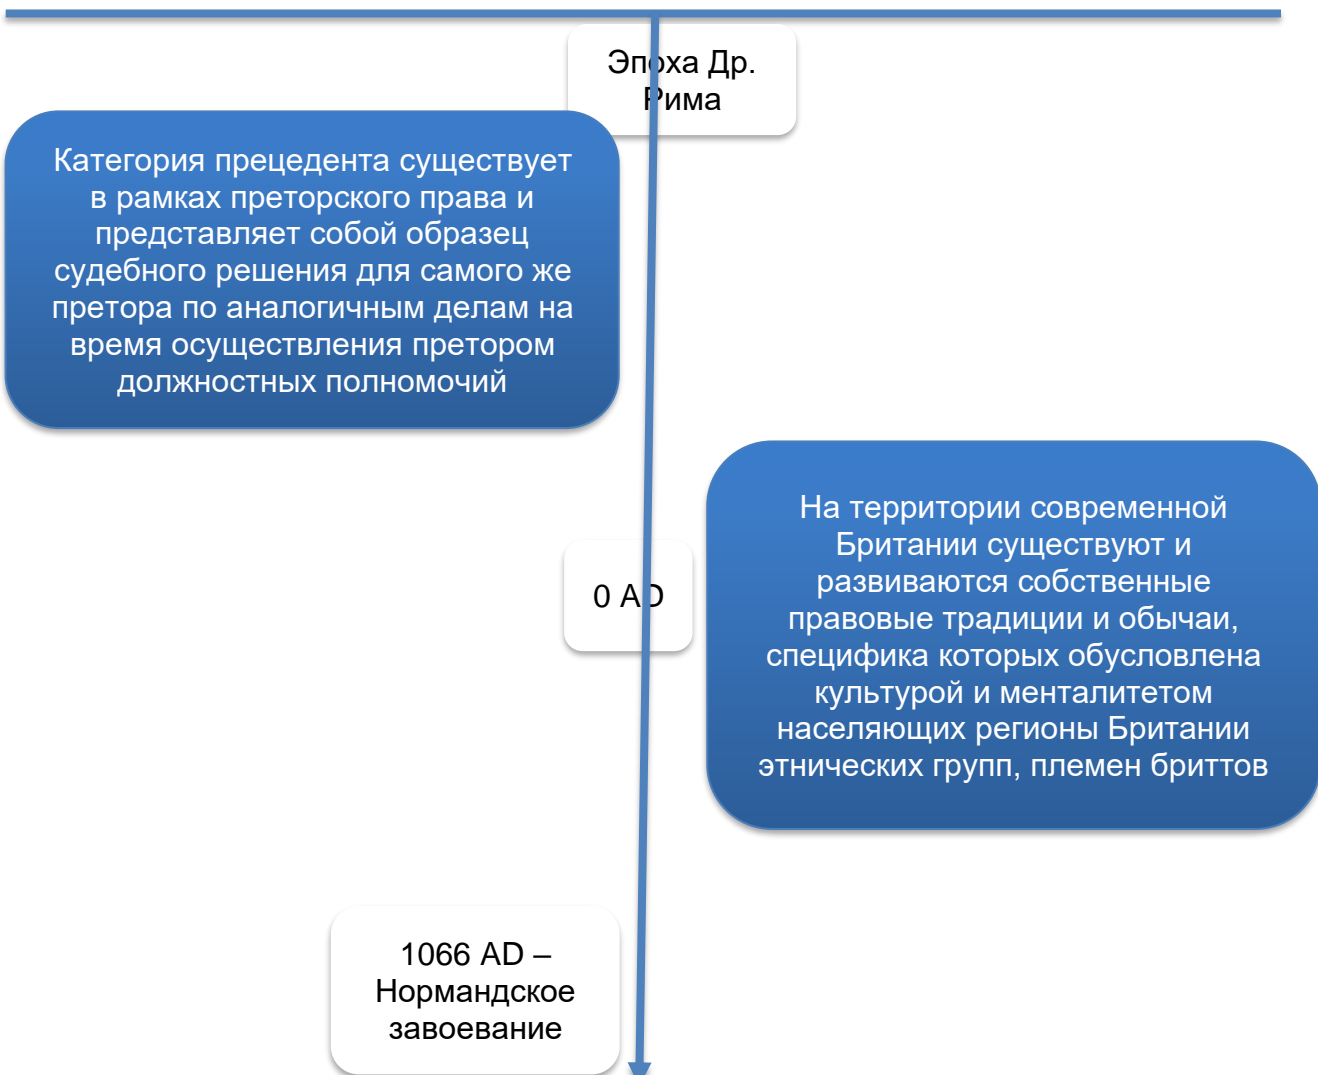 Эпоха Др.
Рима
Категория прецедента существует
в рамках преторского права и
представляет собой образец
судебного решения для самого же
претора по аналогичным делам на
время осуществления претором
должностных полномочий
На территории современной
Британии существуют и
развиваются собственные
правовые традиции и обычаи,
специфика которых обусловлена
культурой и менталитетом
населяющих регионы Британии
этнических групп, племен бриттов
0 AD
1066 AD –
Нормандское
завоевание